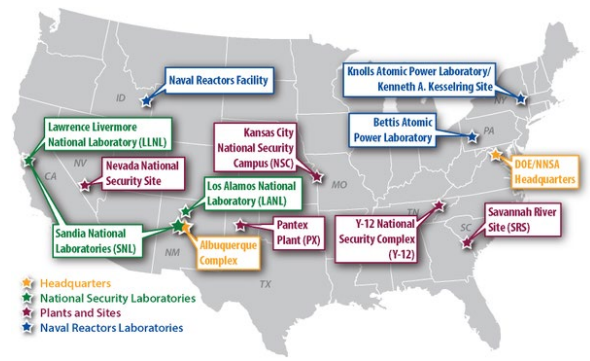 Naval Reactors Facility
Knolls Atomic Power Laboratory/
Kenneth A. Kesselring Site
ID
NY
Lawrence Livermore
National Laboratory (LLNL)
Kansas City
National Security
Campus (NSC)
Bettis Atomic
Power Laboratory
PA
DOE/NNSA
Headquarters
NV
CA
Nevada National
Security Site
MO
Los Alamos National
Laboratory (LANL)
Sandia National
Laboratories (SNL)
Albuquerque
Complex
Pantex
Plant (PX)
TN
Y-12 National
Security Complex
(Y-12)
Savannah River
Site (SRS)
SC
NM
TX
Headquarters
National Security Laboratories
Plants and Sites
Naval Reactors Laboratories